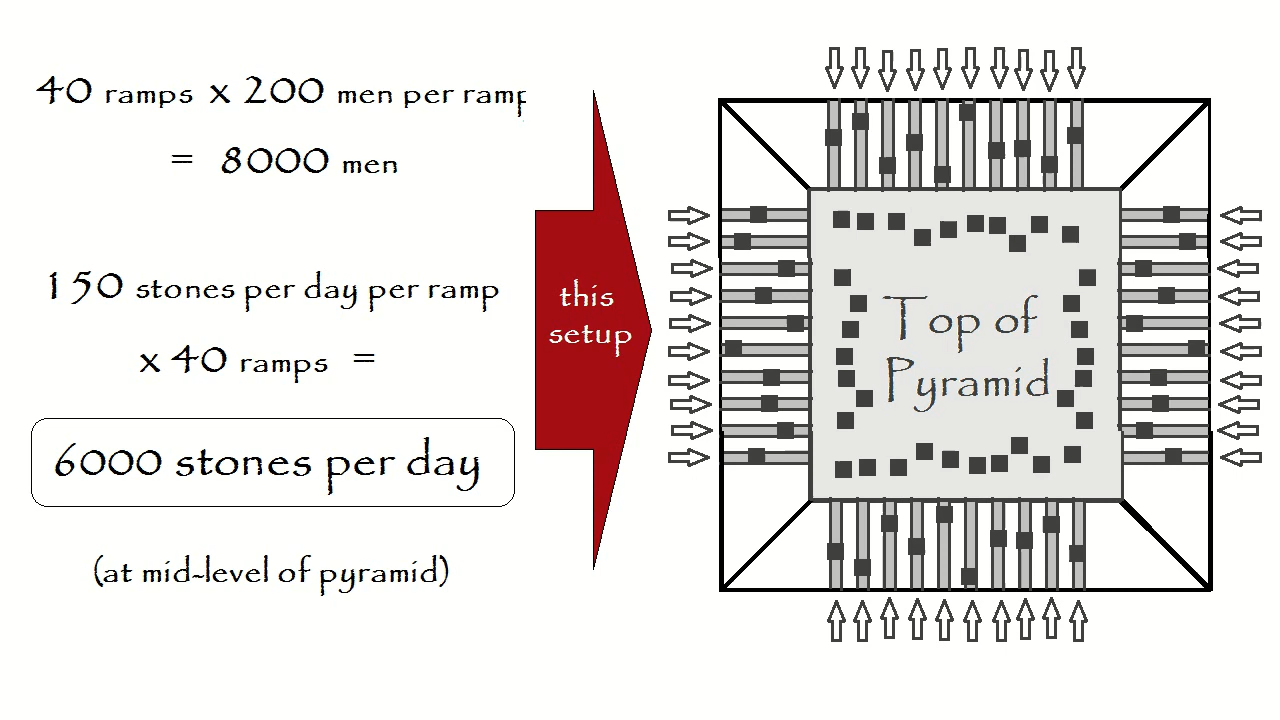 40 ramps x 200 men per ramp
= 8000 men
150 stones per day per ramp
x 40 ramps =
6000 stones per day
(at mid-level of pyramid)
this
setup
Top of
Pyramid